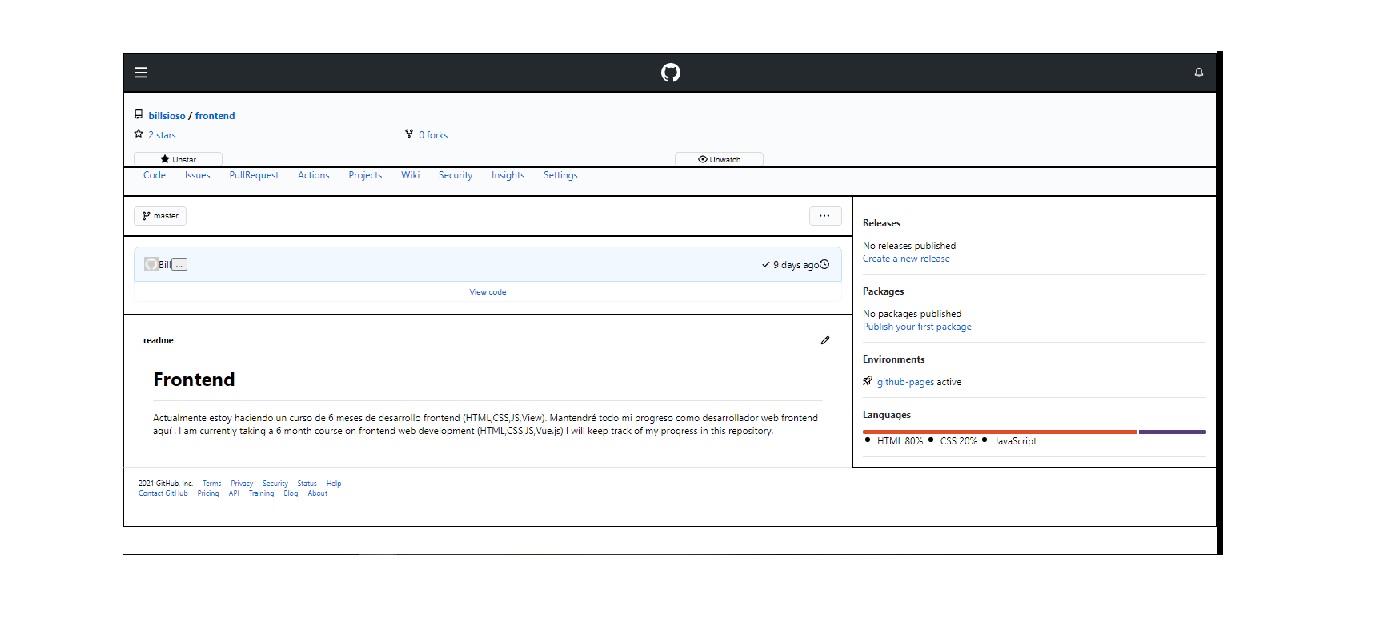 billsioso / frontend
2 stars
0 forks
Unstar
Unwatch
Code Issues PullRequest Actions Projects Wiki Security Insights Settings
master
...
Bill ...
9 days ago
View code
readme
Frontend
Actualmente estoy haciendo un curso de 6 meses de desarrollo frontend (HTML,CSS,JS,View). Mantendré todo mi progreso como desarrollador web frontend
aquí . I am currently taking a 6 month course on frontend web development (HTML,CSS,JS,Vue.js) I will keep track of my progress in this repository.
Releases
No releases published
Create a new release
Packages
No packages published
Publish your first package
Environments
github-pages active
Languages
HTML 80% CSS 20% JavaScript
2021 GitHub, Inc. Terms Privacy Security Status Help
Contact GitHub Pricing API Training Blog About